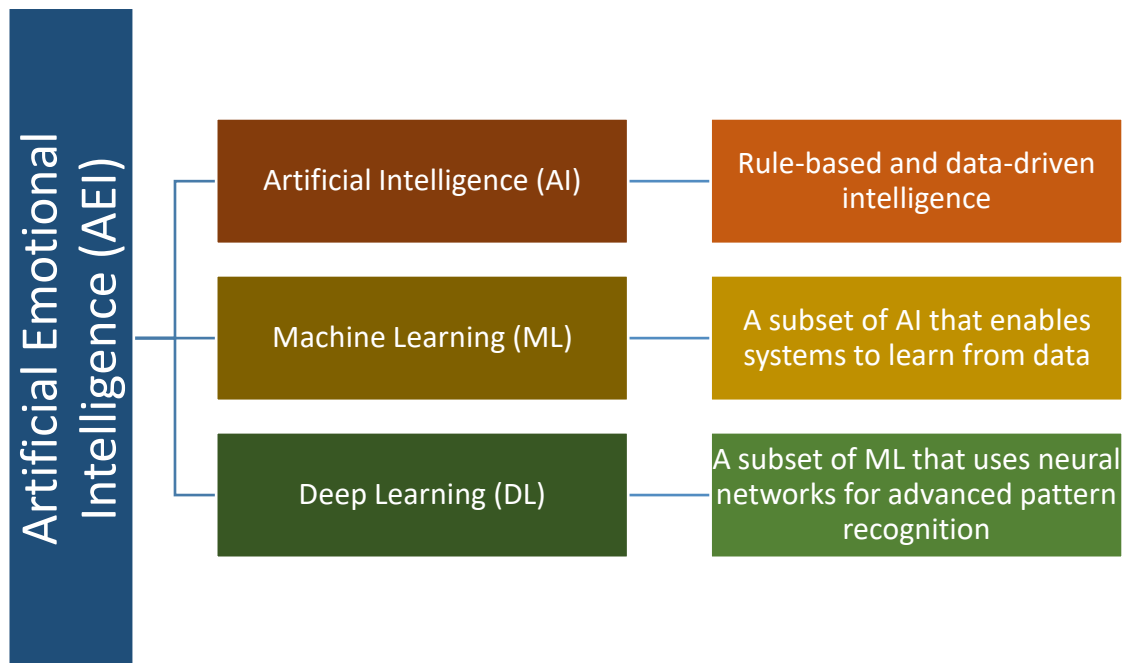 Artificial Emotional
Intelligence (AEI)
Artificial Intelligence (AI)
Rule-based and data-driven
intelligence
Machine Learning (ML)
A subset of AI that enables
systems to learn from data
Deep Learning (DL)
A subset of ML that uses neural
networks for advanced pattern
recognition